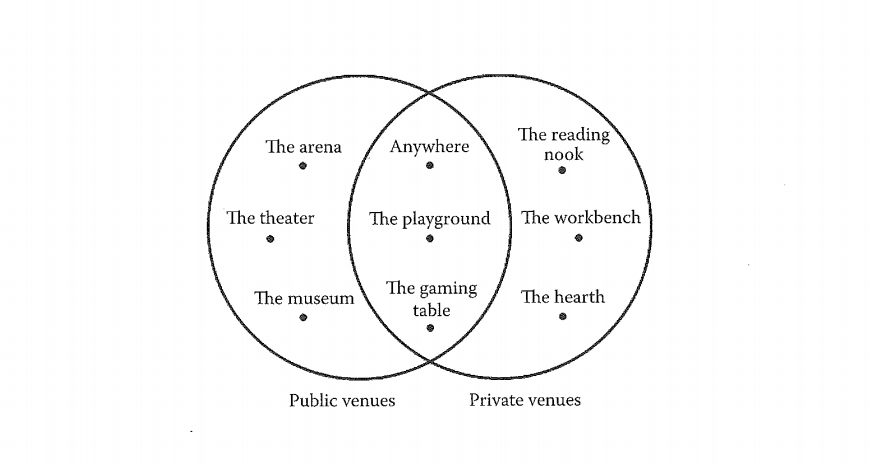 The arena
Anywhere
The reading
nook
The theater
The playground
The workbench
The museum
The gaming
table
The hearth
Public venues
Private venues